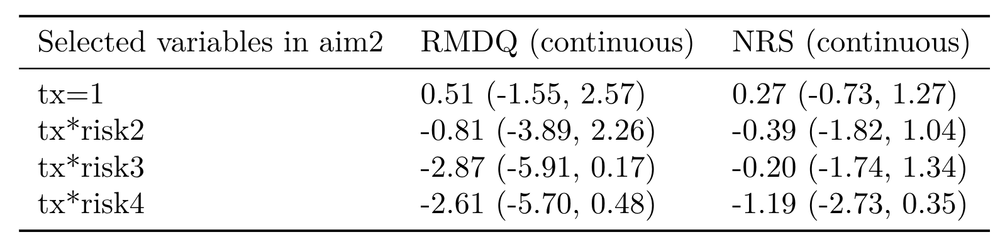 Selected variables in aim2 RMDQ (continuous) NRS (continuous)
tx=1 0.51 (-1.55, 2.57) 0.27 (-0.73, 1.27)
tx*risk2 -0.81 (-3.89, 2.26) -0.39 (-1.82, 1.04)
tx*risk3 -2.87 (-5.91, 0.17) -0.20 (-1.74, 1.34)
tx*risk4 -2.61 (-5.70, 0.48) -1.19 (-2.73, 0.35)